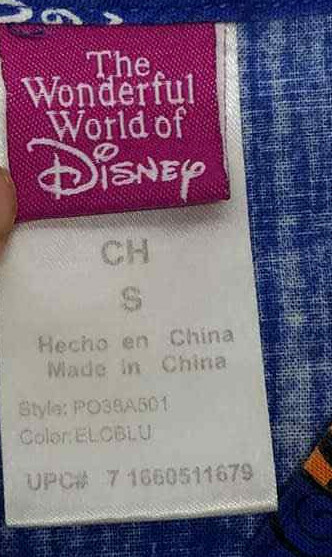 The
Wonderful
World of
Disney
CH
S
Hecho en China
Made in China
Style: PO38A501
Color:ELCBLU
UPC# 7 1660511679